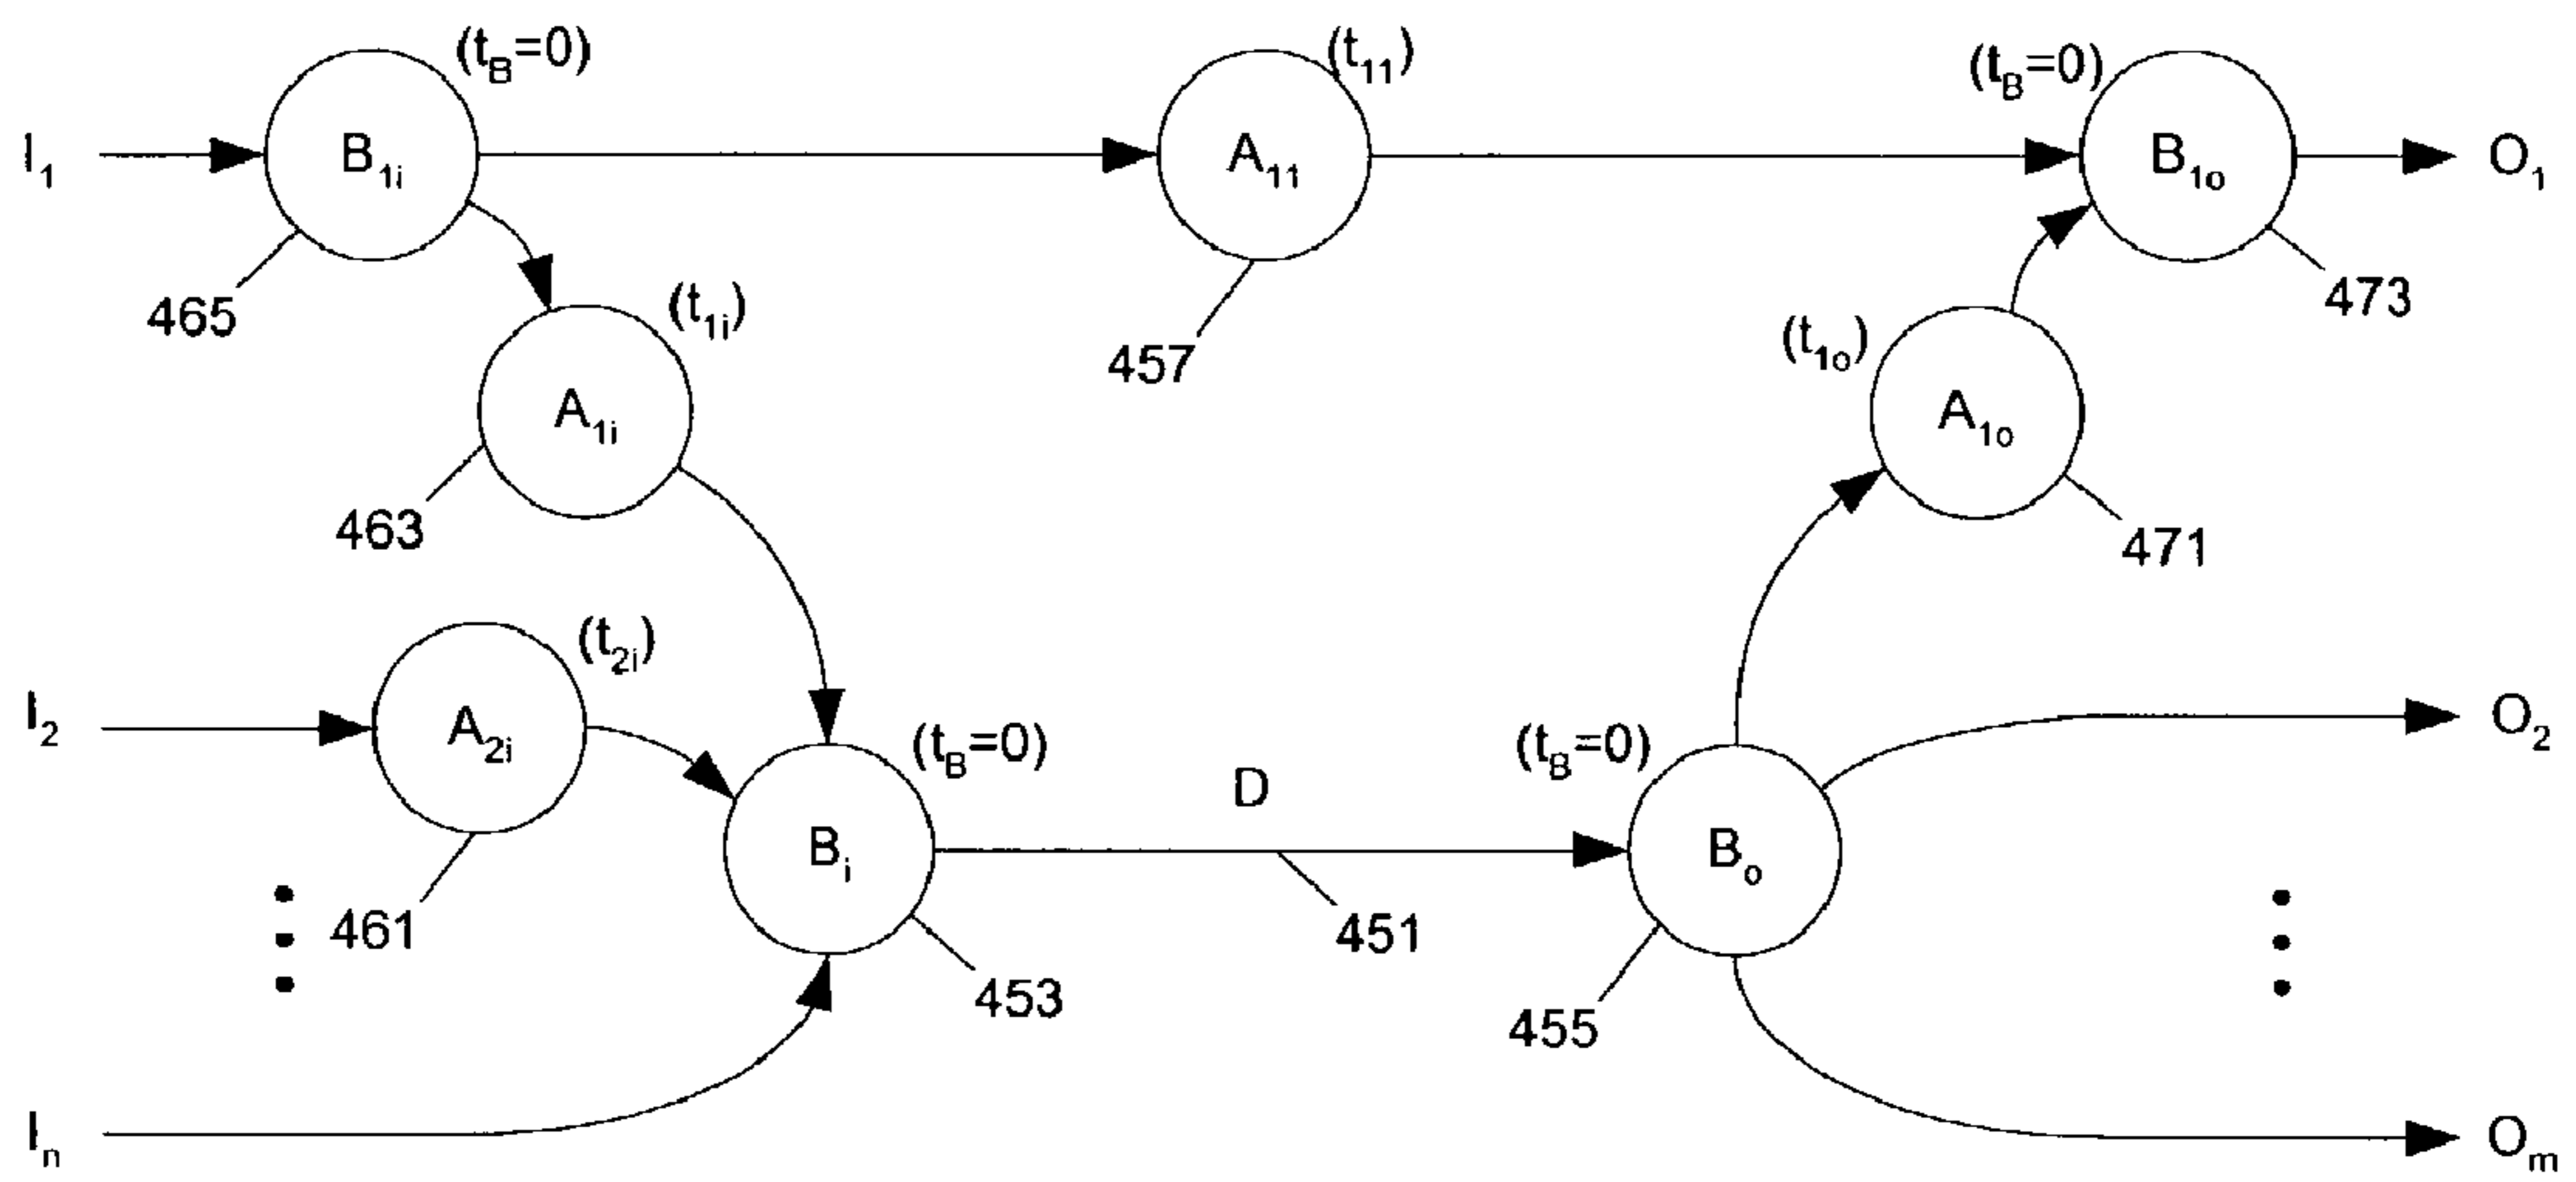 (t_B=0)
(t_11)
(t_B=0)
I_1
B_1i
A_11
B_1o
O_1
465
(t_1i)
457
(t_1o)
473
A_1i
A_1o
463
471
(t_2i)
I_2
A_2i
(t_B=0)
(t_B=0)
O_2
D
B_i
B_o
461
451
453
455
I_n
O_m